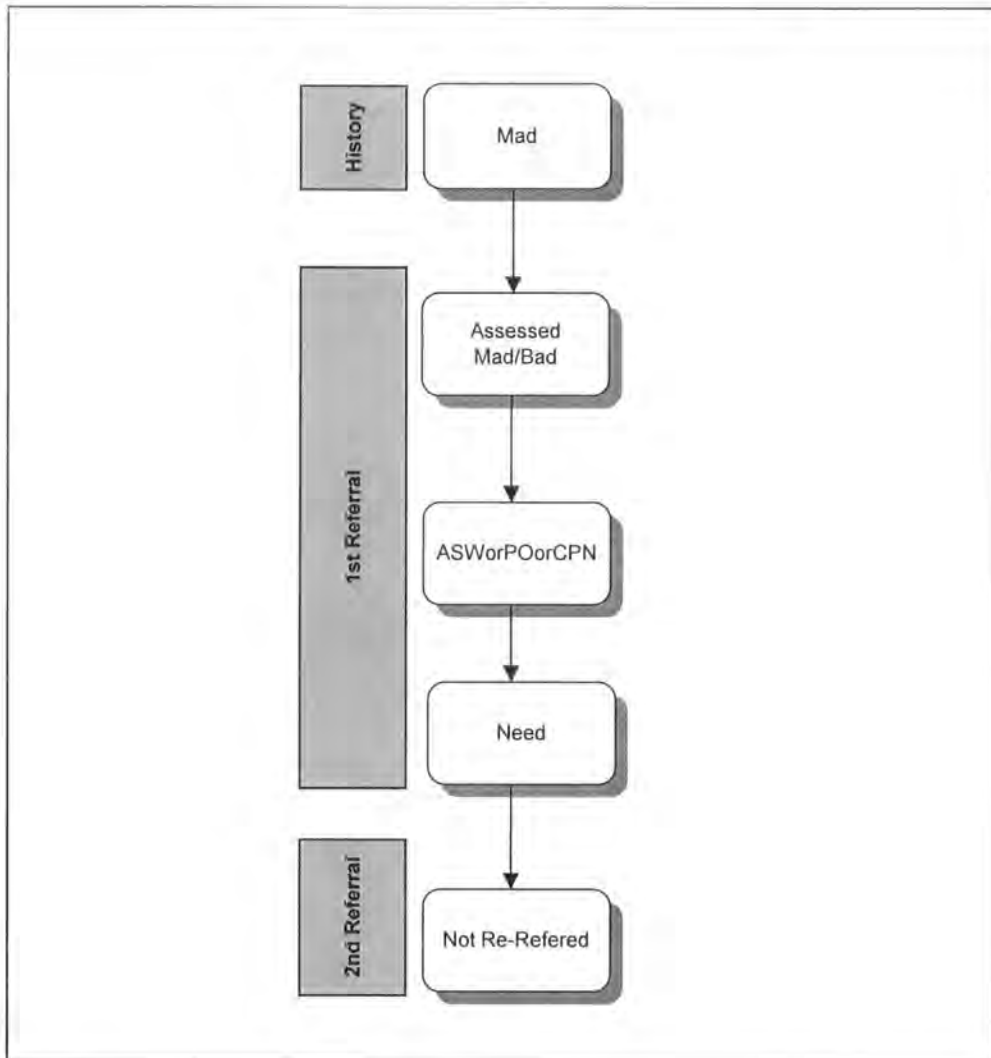 History
Mad
1st Referral
Assessed
Mad/Bad
ASWorPOorCPN
Need
2nd Referral
Not Re-Refered